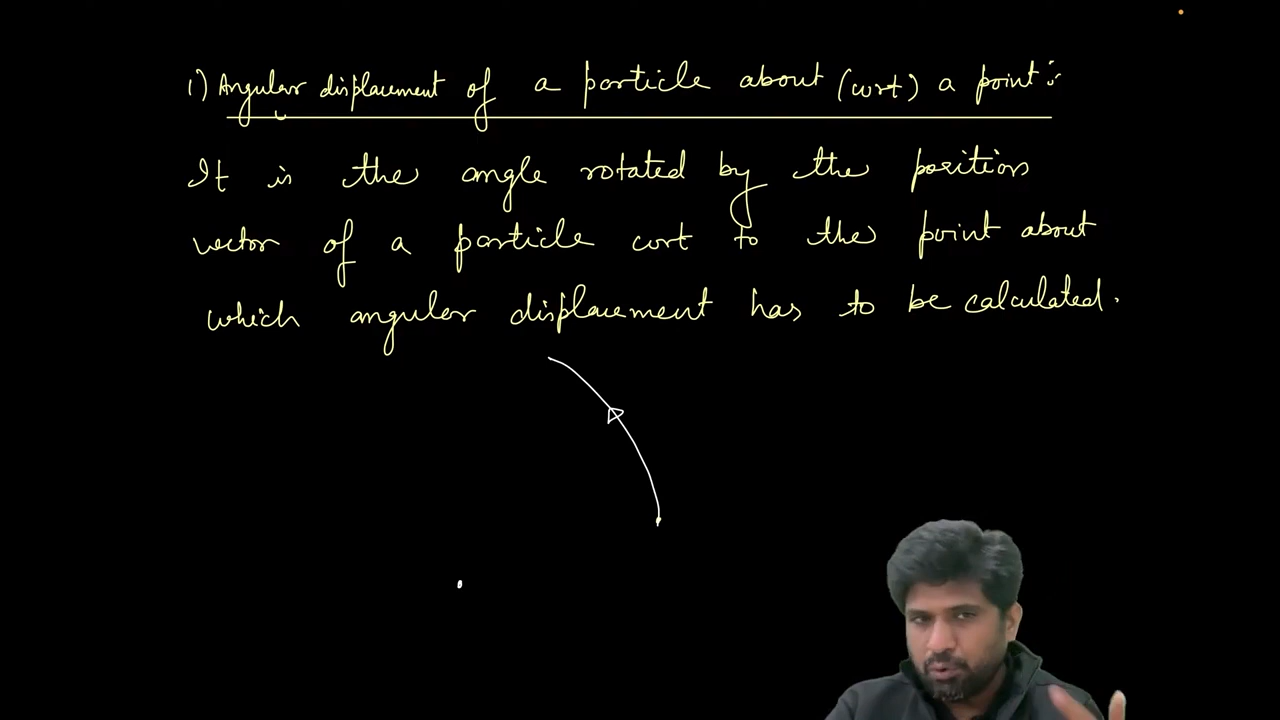 1) Angular displacement of a particle about (wrt) a point :-
It is the angle rotated by the position
vector of a particle wrt to the point about
which angular displacement has to be calculated.